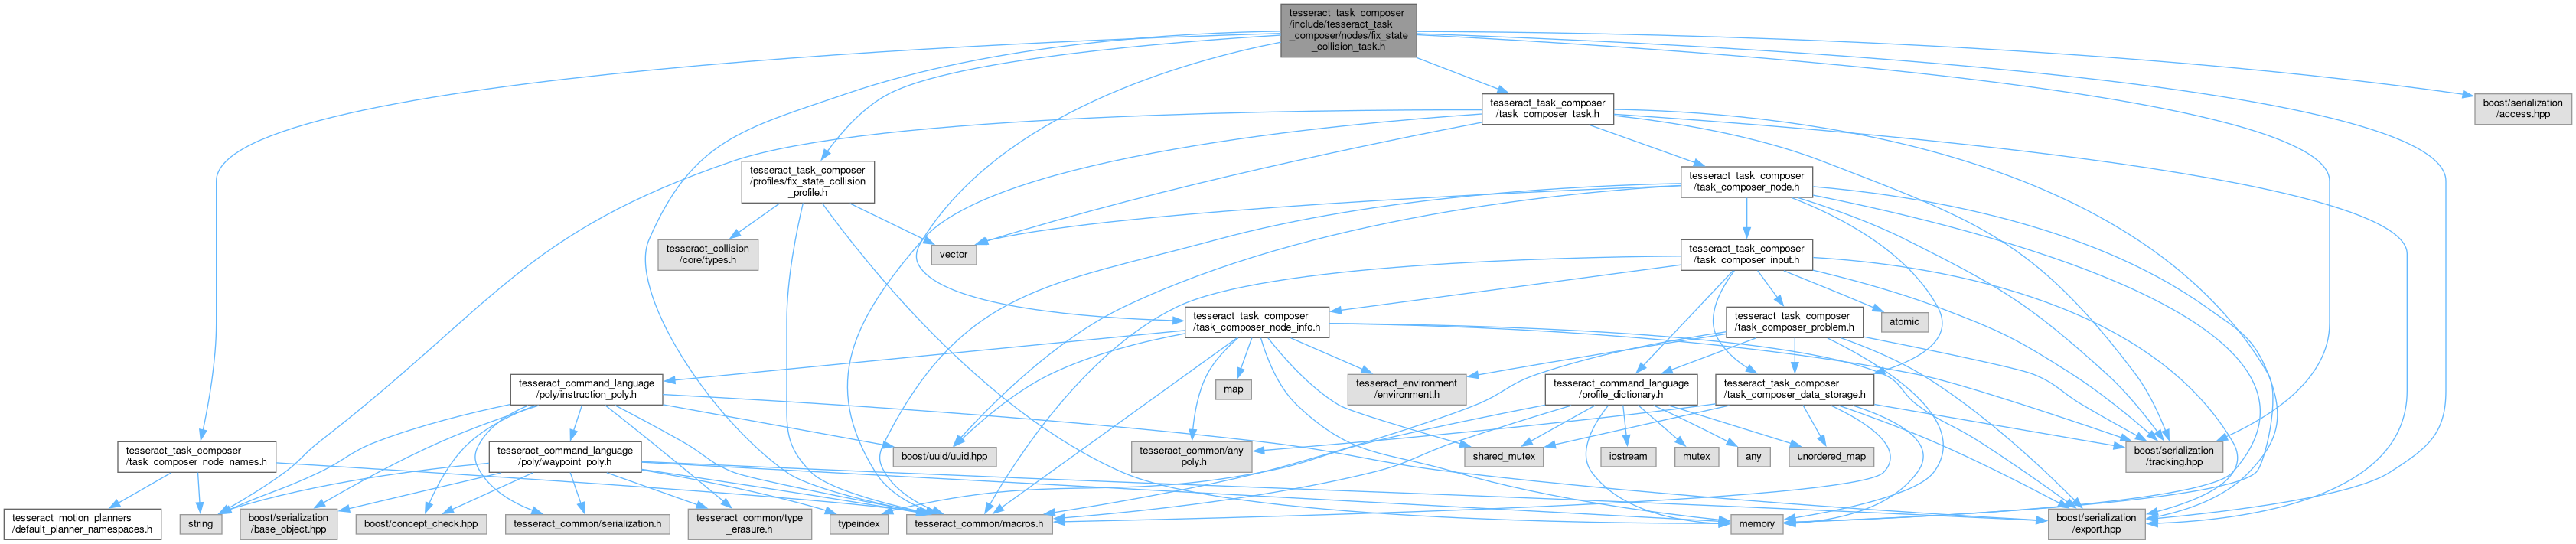 tesseract_task_composer
/include/tesseract_task
_composer/nodes/fix_state
_collision_task.h
tesseract_task_composer
/task_composer_task.h
boost/serialization
/access.hpp
tesseract_task_composer
/profiles/fix_state_collision
_profile.h
tesseract_task_composer
/task_composer_node.h
tesseract_collision
/core/types.h
vector
tesseract_task_composer
/task_composer_input.h
tesseract_task_composer
/task_composer_node_info.h
tesseract_task_composer
/task_composer_problem.h
atomic
tesseract_command_language
/poly/instruction_poly.h
map
tesseract_environment
/environment.h
tesseract_command_language
/profile_dictionary.h
tesseract_task_composer
/task_composer_data_storage.h
tesseract_task_composer
/task_composer_node_names.h
tesseract_command_language
/poly/waypoint_poly.h
boost/uuid/uuid.hpp
tesseract_common/any
_poly.h
shared_mutex
iostream
mutex
any
unordered_map
boost/serialization
/tracking.hpp
tesseract_motion_planners
/default_planner_namespaces.h
string
boost/serialization
/base_object.hpp
boost/concept_check.hpp
tesseract_common/serialization.h
tesseract_common/type
_erasure.h
typeindex
tesseract_common/macros.h
memory
boost/serialization
/export.hpp